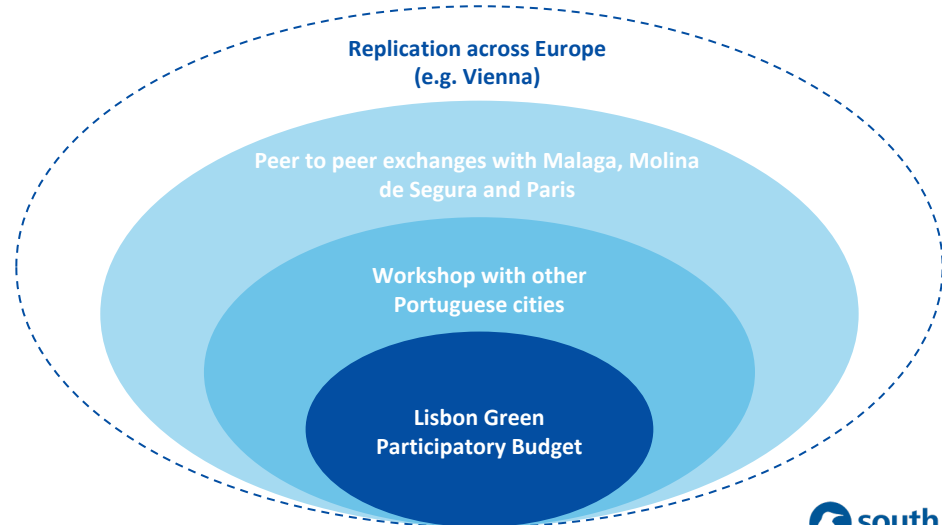 Replication across Europe
(e.g. Vienna)
Peer to peer exchanges with Malaga, Molina
de Segura and Paris
Workshop with other
Portuguese cities
Lisbon Green
Participatory Budget
south